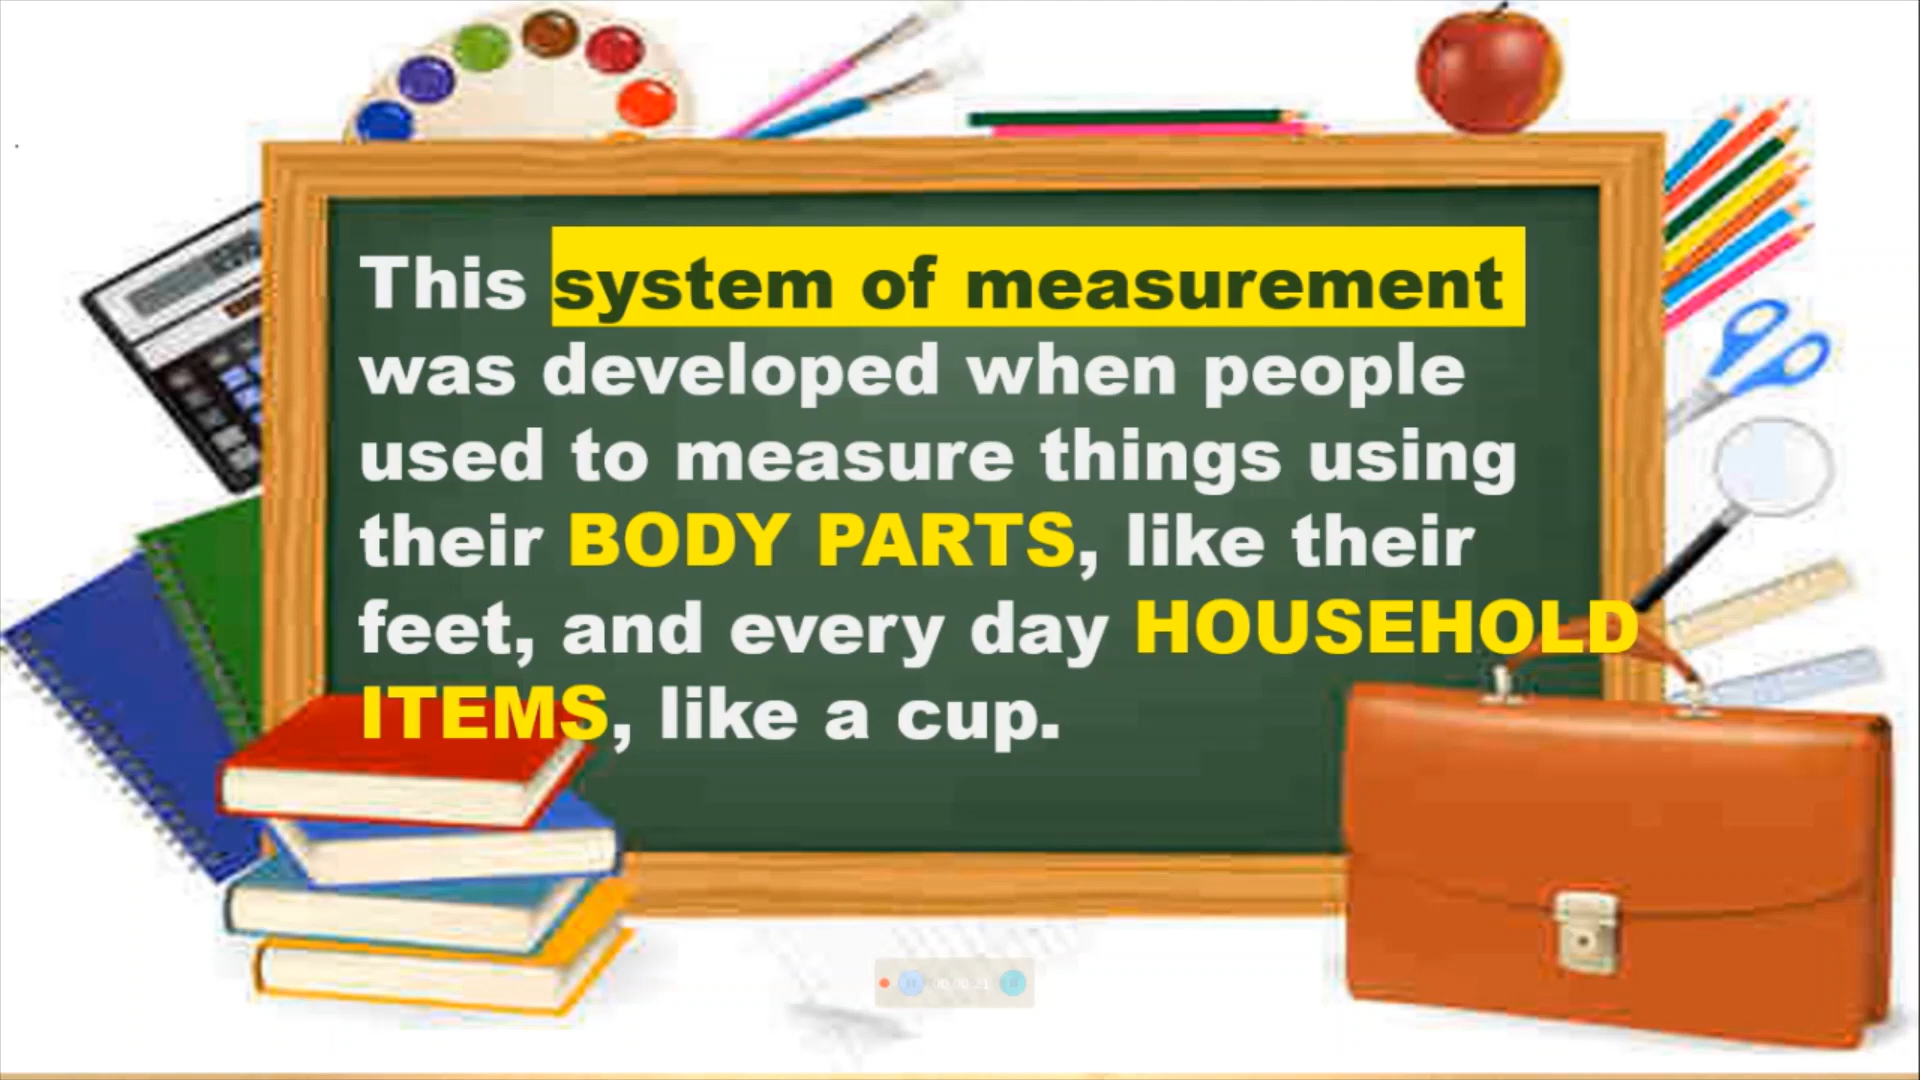 This system of measurement
was developed when people
used to measure things using
their BODY PARTS, like their
feet, and every day HOUSEHOLD
ITEMS, like a cup.